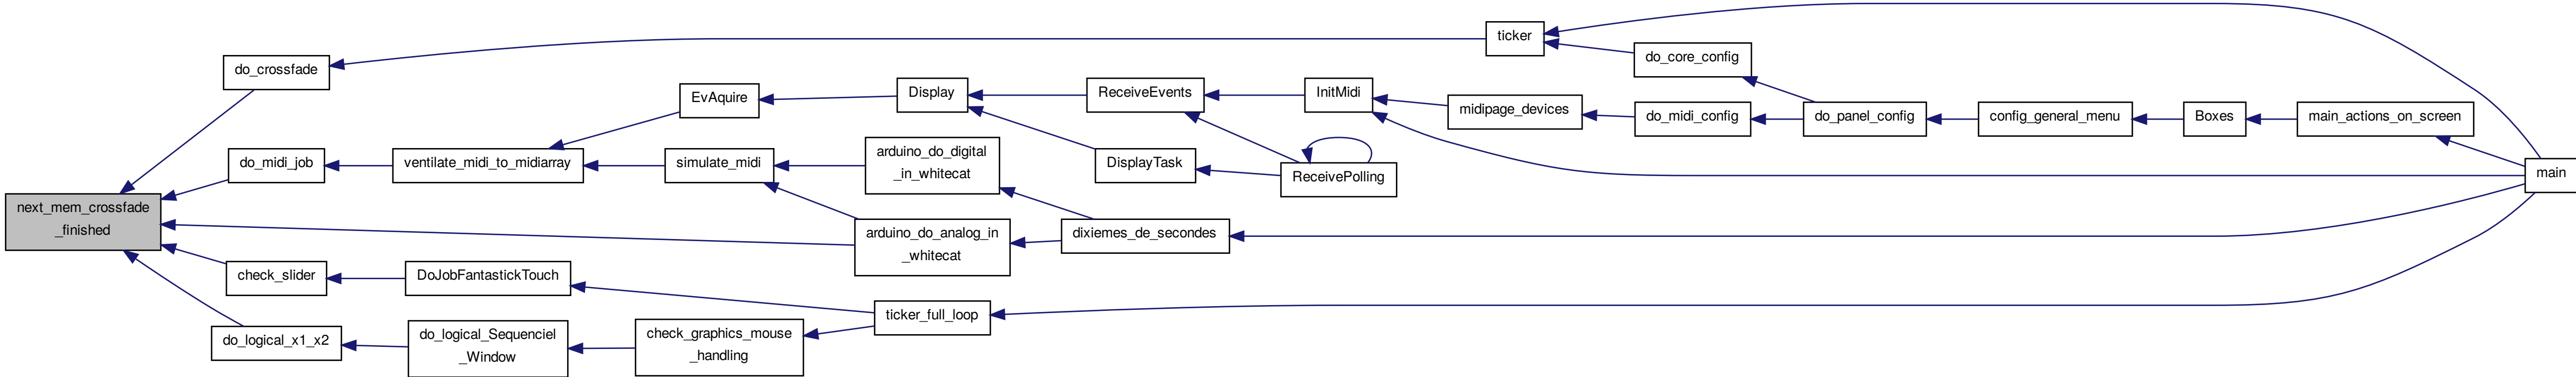 ticker
do_core_config
do_crossfade
EvAquire
Display
ReceiveEvents
InitMidi
midipage_devices
do_midi_config
do_panel_config
config_general_menu
Boxes
main_actions_on_screen
do_midi_job
ventilate_midi_to_midiarray
simulate_midi
arduino_do_digital
_in_whitecat
DisplayTask
ReceivePolling
main
next_mem_crossfade
_finished
arduino_do_analog_in
_whitecat
dixiemes_de_secondes
check_slider
DoJobFantastickTouch
ticker_full_loop
do_logical_x1_x2
do_logical_Sequenciel
_Window
check_graphics_mouse
_handling